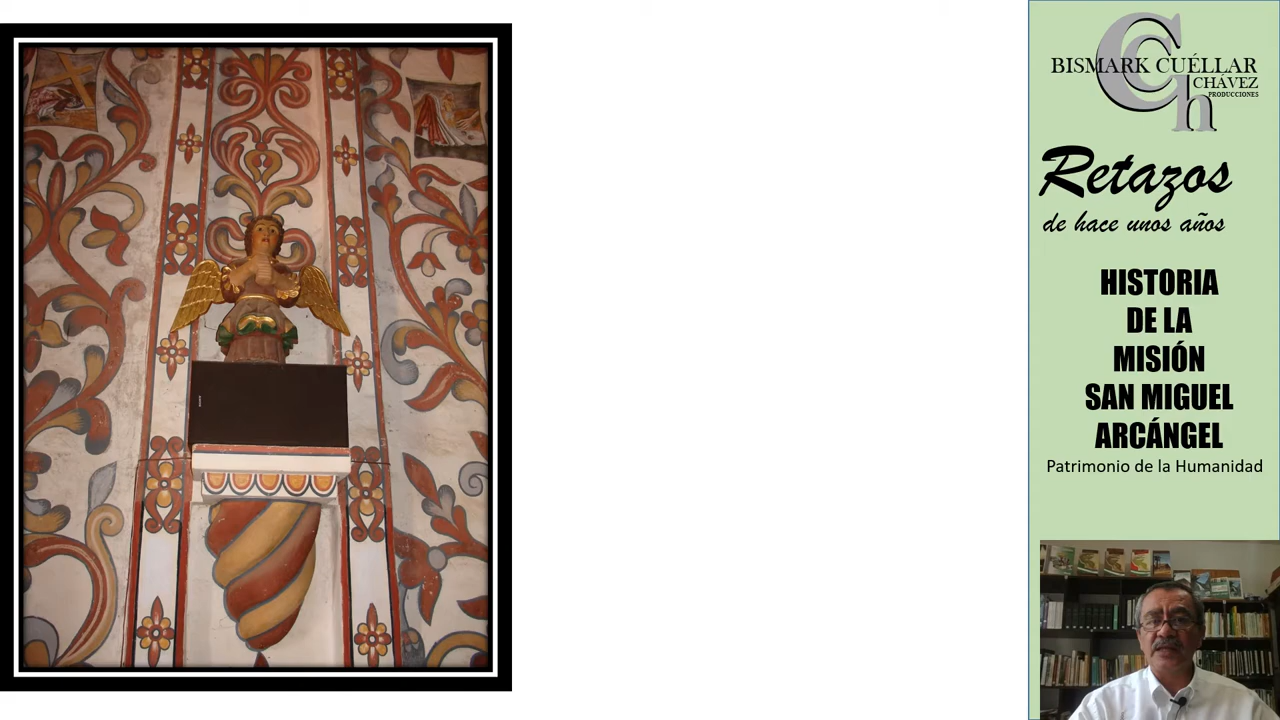 BISMARK CUÉLLAR
CHÁVEZ
PRODUCCIONES
Retazos
de hace unos años
HISTORIA
DE LA
MISIÓN
SAN MIGUEL
ARCÁNGEL
Patrimonio de la Humanidad